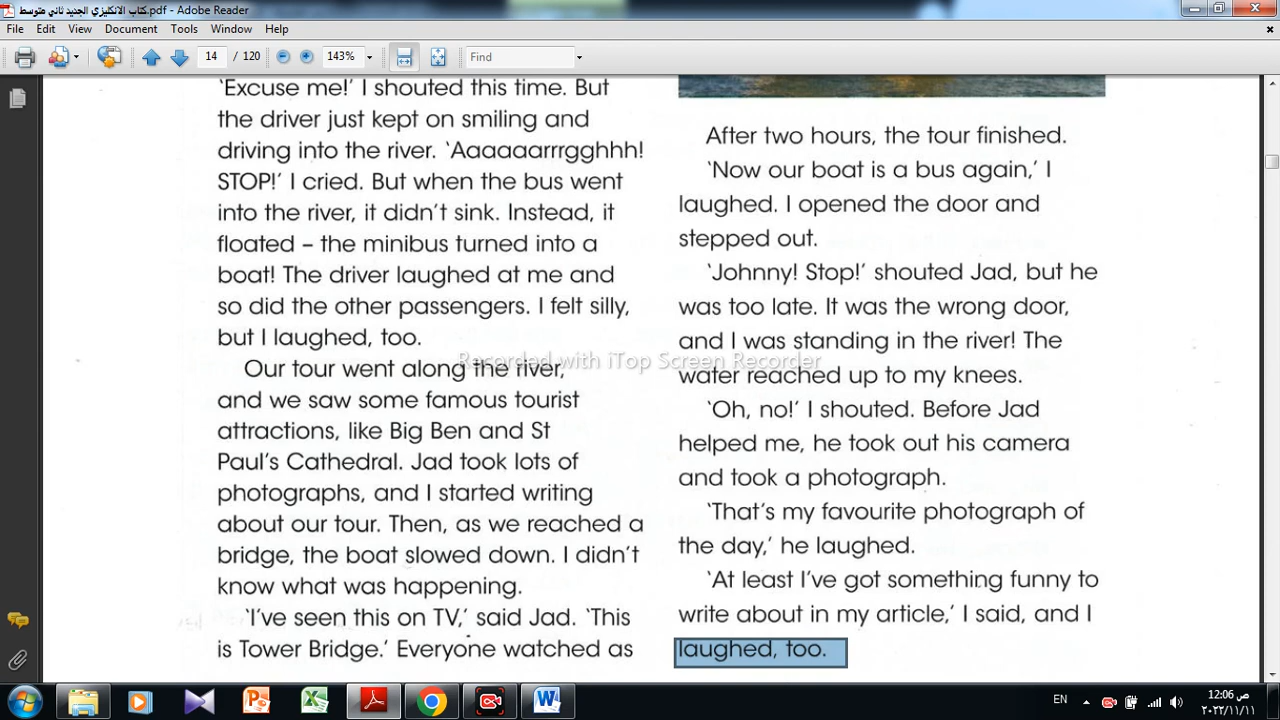 كتاب الانكليزي الجديد ثاني متوسط.pdf - Adobe Reader
File Edit View Document Tools Window Help
14 / 120 143% Find
‘Excuse me!’ I shouted this time. But
the driver just kept on smiling and
driving into the river. ‘Aaaaaarrrgghhh!
STOP!’ I cried. But when the bus went
into the river, it didn’t sink. Instead, it
floated – the minibus turned into a
boat! The driver laughed at me and
so did the other passengers. I felt silly,
but I laughed, too.
Our tour went along the river,
and we saw some famous tourist
attractions, like Big Ben and St
Paul’s Cathedral. Jad took lots of
photographs, and I started writing
about our tour. Then, as we reached a
bridge, the boat slowed down. I didn’t
know what was happening.
‘I’ve seen this on TV,’ said Jad. ‘This
is Tower Bridge.’ Everyone watched as
After two hours, the tour finished.
‘Now our boat is a bus again,’ I
laughed. I opened the door and
stepped out.
‘Johnny! Stop!’ shouted Jad, but he
was too late. It was the wrong door,
and I was standing in the river! The
water reached up to my knees.
‘Oh, no!’ I shouted. Before Jad
helped me, he took out his camera
and took a photograph.
‘That’s my favourite photograph of
the day,’ he laughed.
‘At least I’ve got something funny to
write about in my article,’ I said, and I
laughed, too.
Recorded with iTop Screen Recorder
EN
12:06 ص
٢٠٢٢/١١/١١